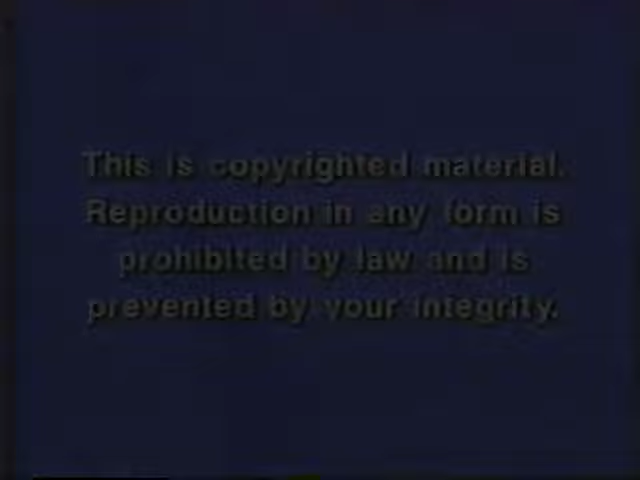 This is copyrighted material.
Reproduction in any form is
prohibited by law and is
prevented by your integrity.